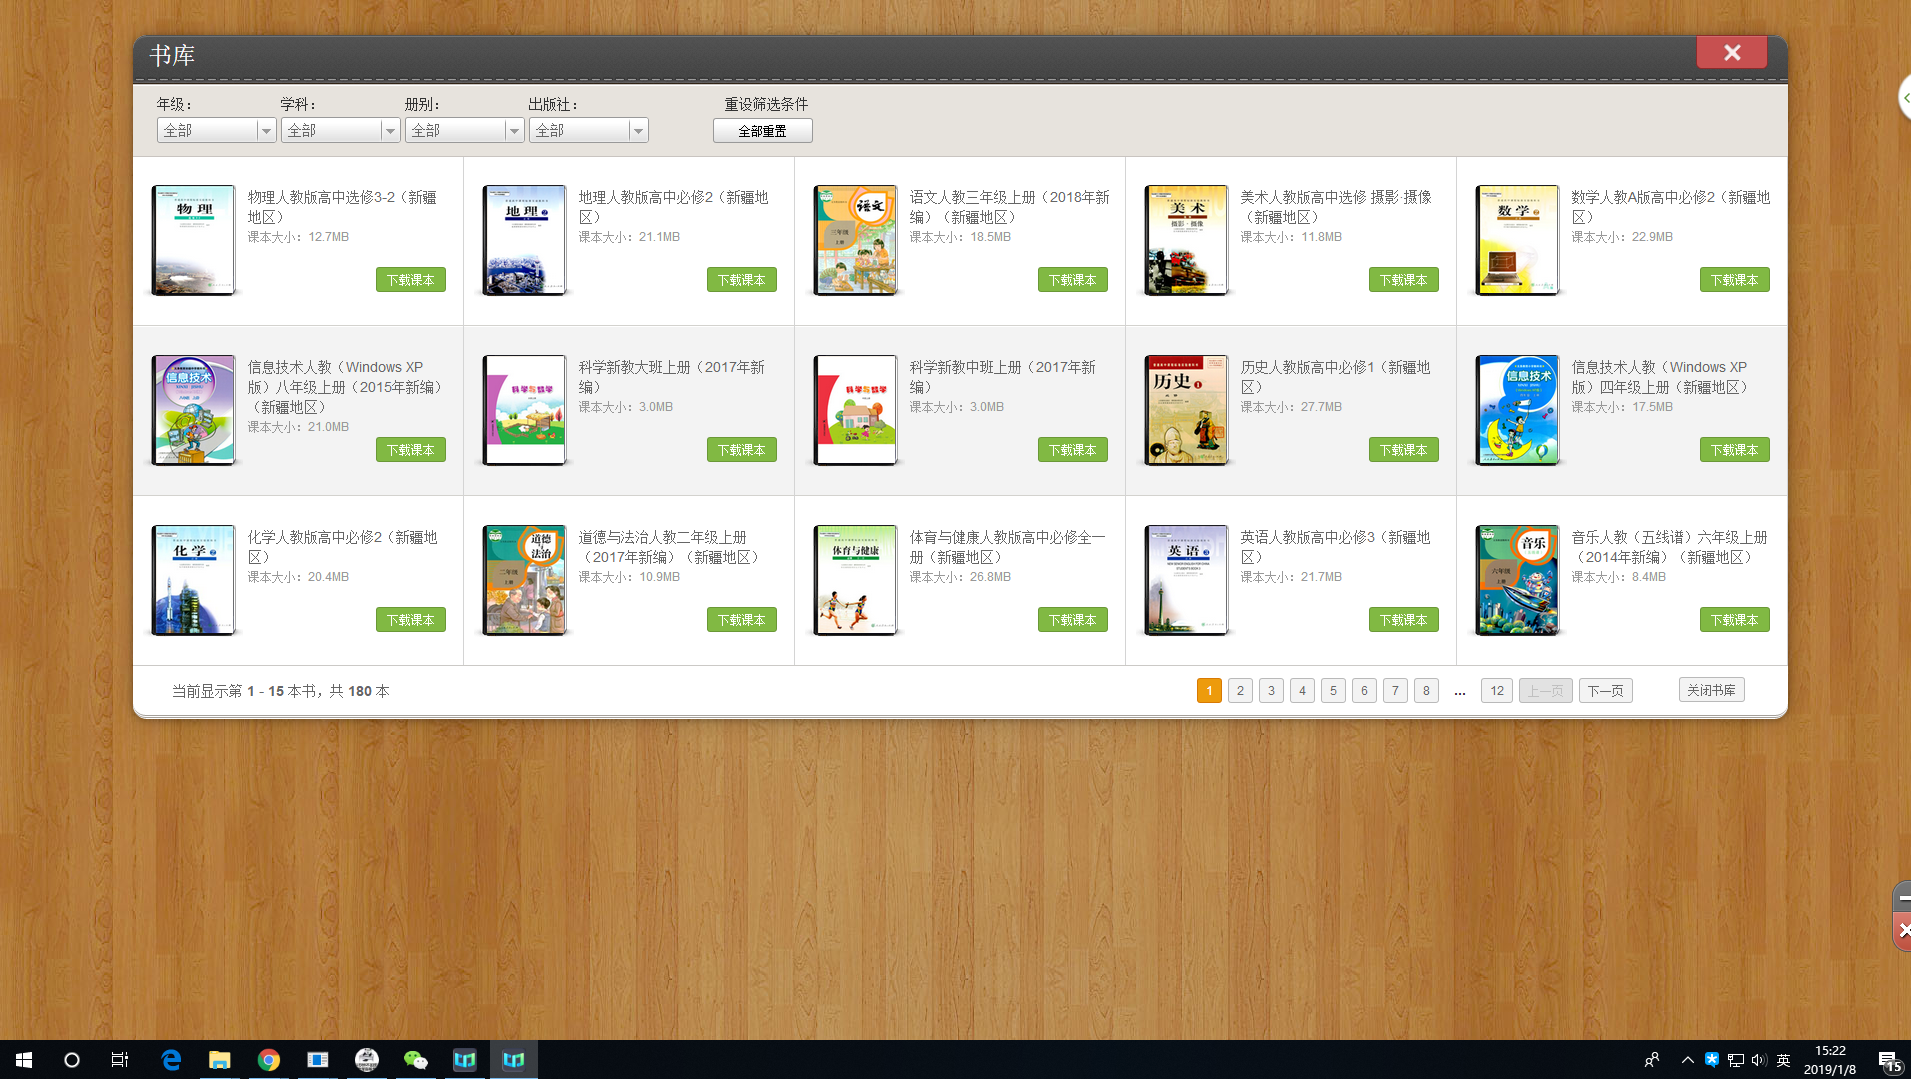 书库
年级：
学科：
册别：
出版社：
重设筛选条件
全部
全部
全部
全部
全部重置
物理人教版高中选修3-2（新疆
地区）
课本大小：12.7MB
下载课本
地理人教版高中必修2（新疆地
区）
课本大小：21.1MB
下载课本
语文人教三年级上册（2018年新
编）（新疆地区）
课本大小：18.5MB
下载课本
美术人教版高中选修 摄影·摄像
（新疆地区）
课本大小：11.8MB
下载课本
数学人教A版高中必修2（新疆地
区）
课本大小：22.9MB
下载课本
物理
地理
语文
三年级
上册
美术
摄影·摄像
数学
信息技术人教（Windows XP
版）八年级上册（2015年新编）
（新疆地区）
课本大小：21.0MB
下载课本
科学新教大班上册（2017年新
编）
课本大小：3.0MB
下载课本
科学新教中班上册（2017年新
编）
课本大小：3.0MB
下载课本
历史人教版高中必修1（新疆地
区）
课本大小：27.7MB
下载课本
信息技术人教（Windows XP
版）四年级上册（新疆地区）
课本大小：17.5MB
下载课本
信息技术
科学与数学
科学与数学
历史
信息技术
化学人教版高中必修2（新疆地
区）
课本大小：20.4MB
下载课本
道德与法治人教二年级上册
（2017年新编）（新疆地区）
课本大小：10.9MB
下载课本
体育与健康人教版高中必修全一
册（新疆地区）
课本大小：26.8MB
下载课本
英语人教版高中必修3（新疆地
区）
课本大小：21.7MB
下载课本
音乐人教（五线谱）六年级上册
（2014年新编）（新疆地区）
课本大小：8.4MB
下载课本
化学
道德
与
法治
二年级
上册
体育与健康
英语
音乐
六年级
上册
当前显示第 1 - 15 本书，共 180 本
1 2 3 4 5 6 7 8 ... 12 上一页 下一页 关闭书库
英
15:22
2019/1/8
15